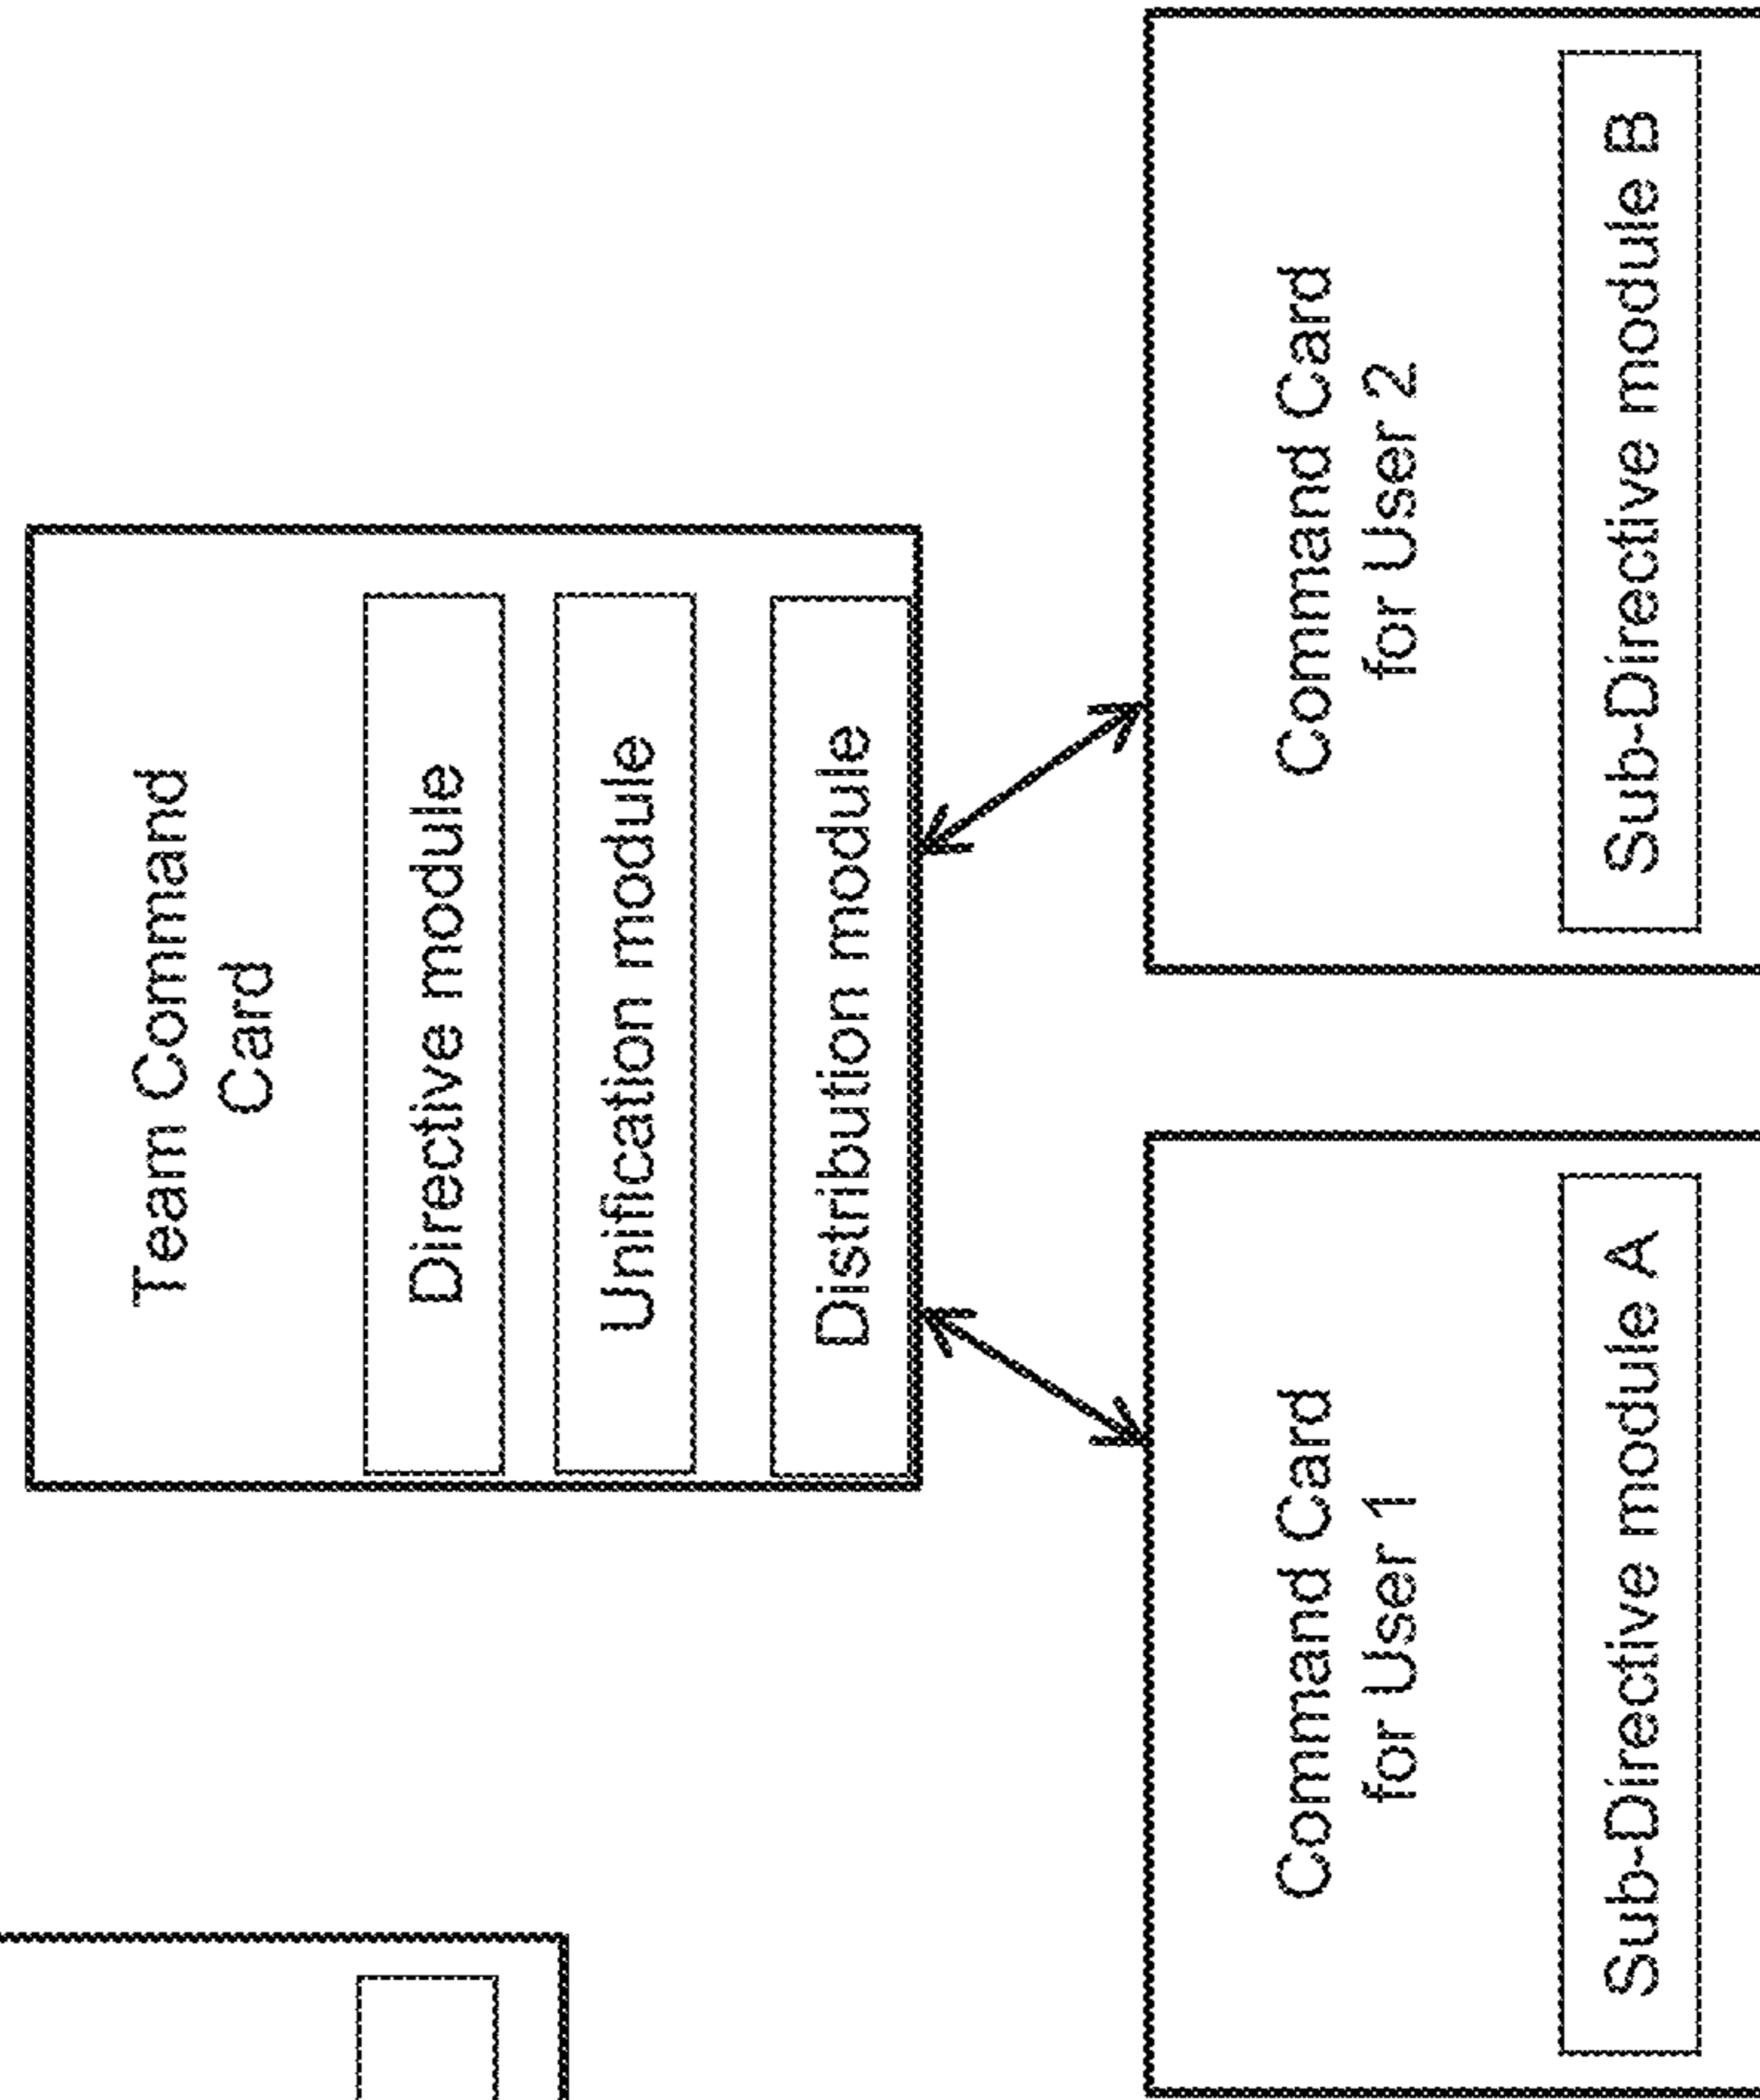 Team Command
Card
Directive module
Unification module
Distribution module
Command Card
for User 1
Sub-Directive module A
Command Card
for User 2
Sub-Directive module B